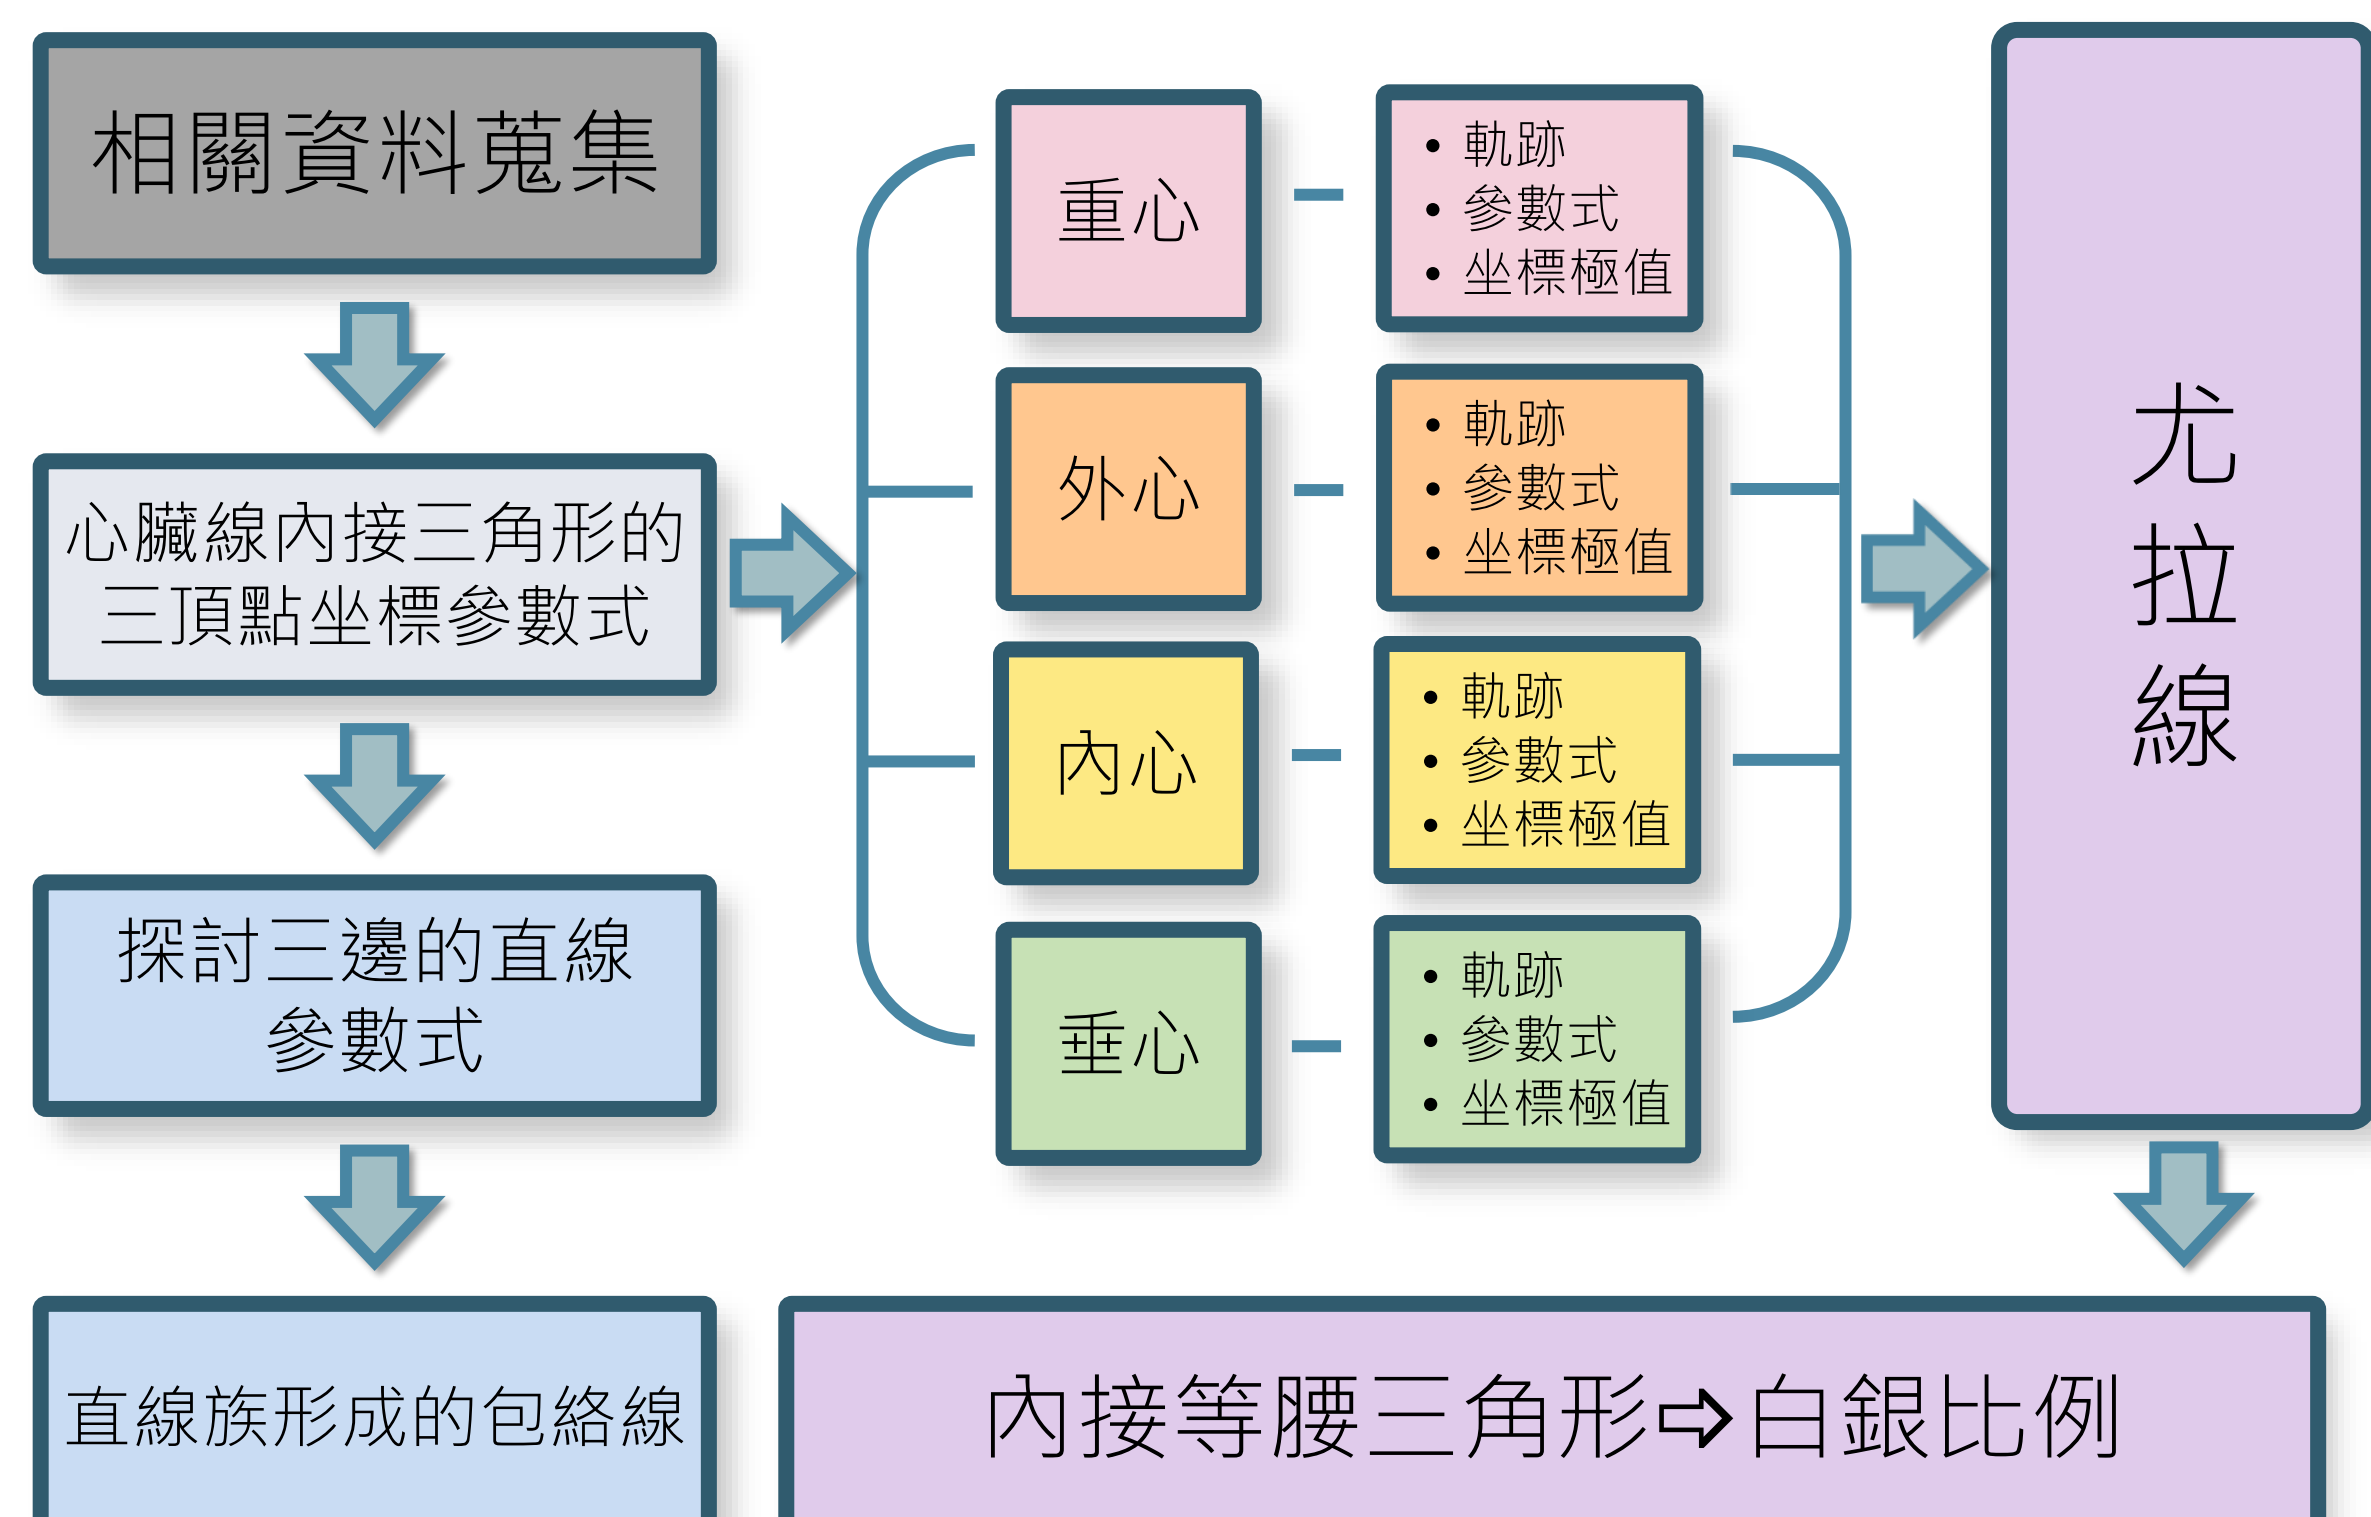 相關資料蒐集
心臟線內接三角形的
三頂點坐標參數式
探討三邊的直線
參數式
直線族形成的包絡線
重心
• 軌跡
• 參數式
• 坐標極值
外心
• 軌跡
• 參數式
• 坐標極值
內心
• 軌跡
• 參數式
• 坐標極值
垂心
• 軌跡
• 參數式
• 坐標極值
尤
拉
線
內接等腰三角形⇨白銀比例